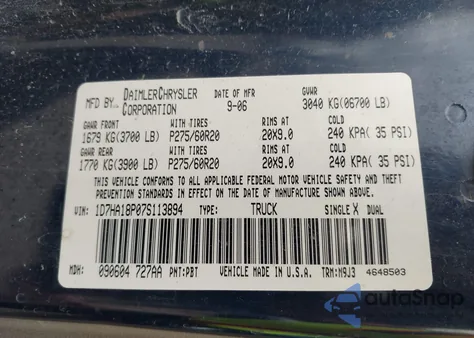 MFD BY DAIMLERCHRYSLER CORPORATION DATE OF MFR 9-06 GVWR 3040 KG(06700 LB)
GAWR FRONT WITH TIRES RIMS AT COLD
1679 KG(3700 LB) P275/60R20 20X9.0 240 KPA( 35 PSI)
GAWR REAR WITH TIRES RIMS AT COLD
1770 KG(3900 LB) P275/60R20 20X9.0 240 KPA( 35 PSI)
THIS VEHICLE CONFORMS TO ALL APPLICABLE FEDERAL MOTOR VEHICLE SAFETY AND THEFT
PREVENTION STANDARDS IN EFFECT ON THE DATE OF MANUFACTURE SHOWN ABOVE.
VIN: 1D7HA18P07S113894 TYPE: TRUCK SINGLE X DUAL
MDH: 090604 727AA PNT:PBT VEHICLE MADE IN U.S.A. TRM:M9J3 4648503
autoShop